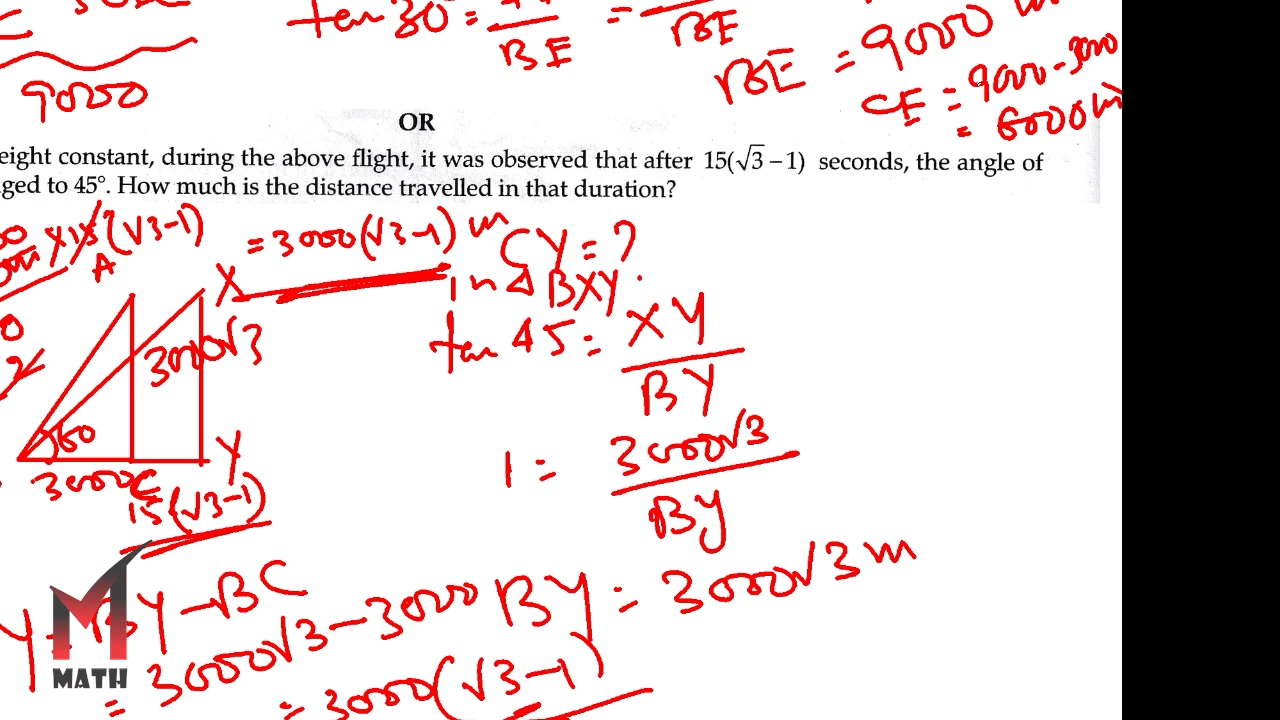 tan 30° =
BE
=
BE
BE = 9000 m
9000
CE = 9000 - 3000
= 6000 m
OR
eight constant, during the above flight, it was observed that after 15(√3 – 1) seconds, the angle of
ged to 45°. How much is the distance travelled in that duration?
(√3-1)
= 3000(√3-1) m
CY = ?
A
X
in Δ BXY
tan 45 = XY
BY
3000√3
60
Y
3000
C
15(√3-1)
1 = 3000√3
BY
BY = 3000√3 m
Y = BY - BC
= 3000√3 - 3000
= 3000(√3-1)
M
MATH